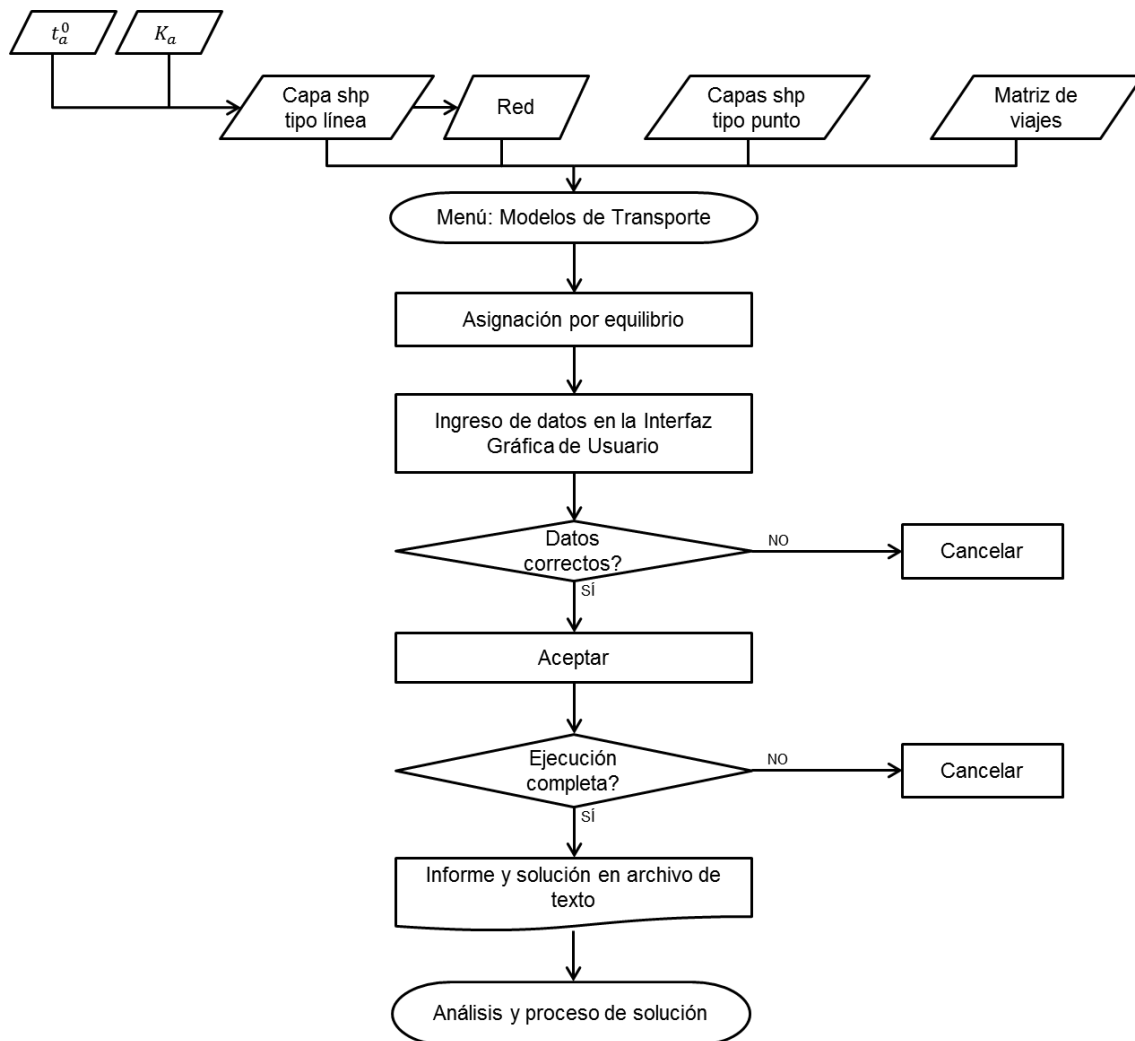 $t_a^0$
$K_a$
Capa shp
tipo línea
Red
Capas shp
tipo punto
Matriz de
viajes
Menú: Modelos de Transporte
Asignación por equilibrio
Ingreso de datos en la Interfaz
Gráfica de Usuario
Datos
correctos?
NO
Cancelar
SÍ
Aceptar
Ejecución
completa?
NO
Cancelar
SÍ
Informe y solución en archivo de
texto
Análisis y proceso de solución